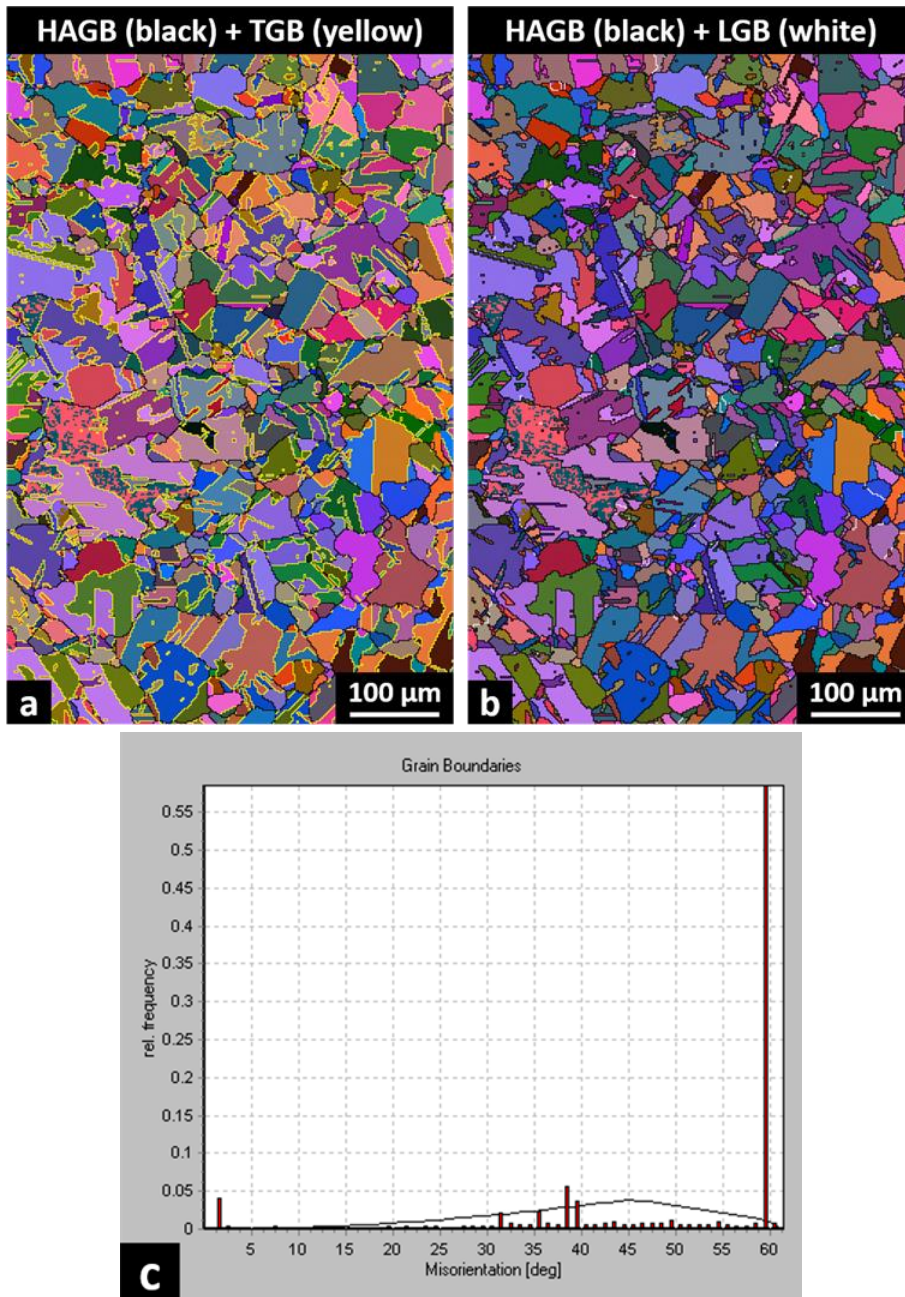 HAGB (black) + TGB (yellow)
HAGB (black) + LGB (white)
a
100 µm
b
100 µm
Grain Boundaries
rel. frequency
0.55
0.5
0.45
0.4
0.35
0.3
0.25
0.2
0.15
0.1
0.05
0
5 10 15 20 25 30 35 40 45 50 55 60
Misorientation [deg]
c